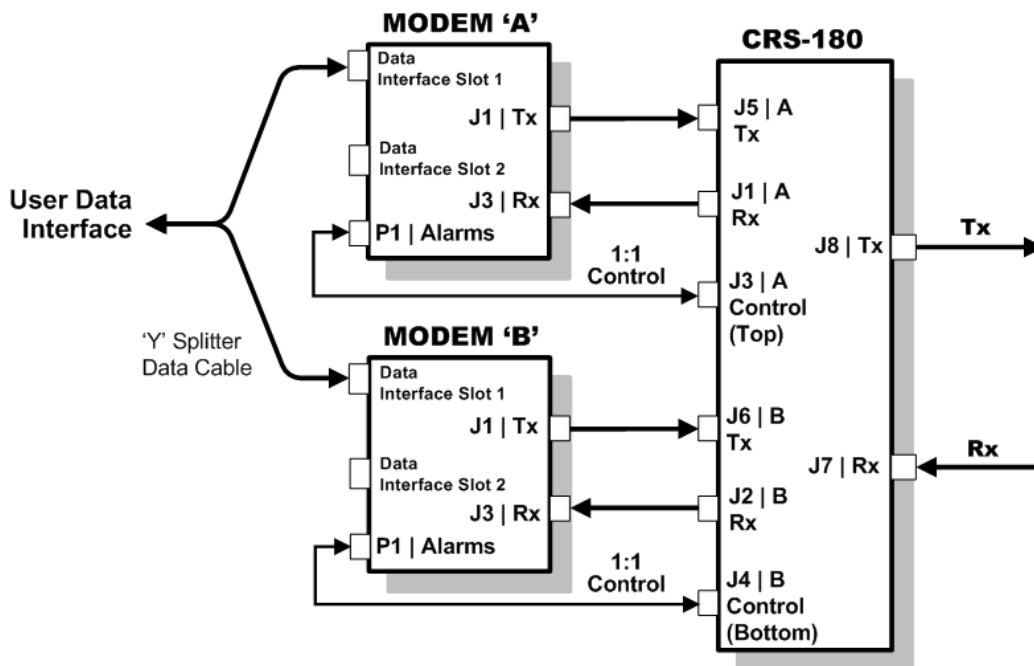 MODEM ‘A’
Data
Interface Slot 1
J1 | Tx
Data
Interface Slot 2
J3 | Rx
P1 | Alarms
User Data
Interface
‘Y’ Splitter
Data Cable
1:1
Control
MODEM ‘B’
Data
Interface Slot 1
J1 | Tx
Data
Interface Slot 2
J3 | Rx
P1 | Alarms
1:1
Control
CRS-180
J5 | A
Tx
J1 | A
Rx
J3 | A
Control
(Top)
J6 | B
Tx
J2 | B
Rx
J4 | B
Control
(Bottom)
J8 | Tx
Tx
J7 | Rx
Rx